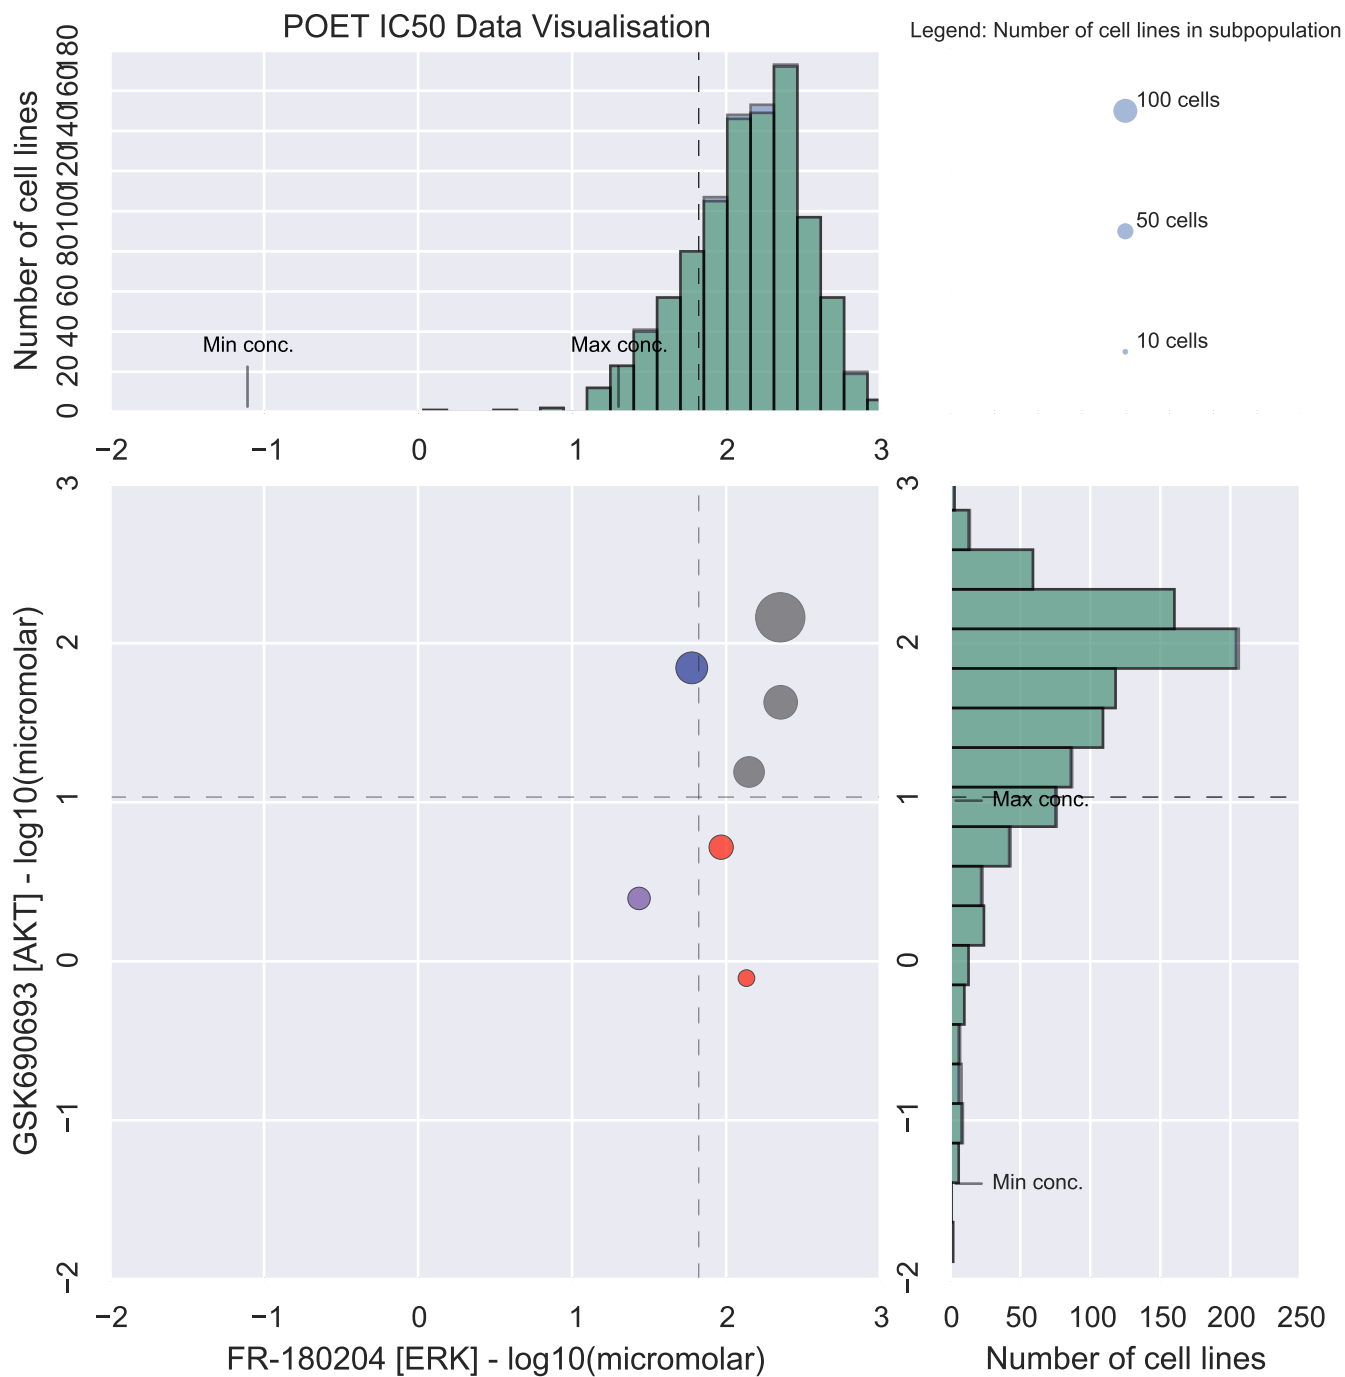 POET IC50 Data Visualisation
Legend: Number of cell lines in subpopulation
100 cells
50 cells
10 cells
Number of cell lines
0 20 40 60 80 100 120 140 160 180
Min conc.
Max conc.
−2 −1 0 1 2 3
GSK690693 [AKT] - log10(micromolar)
−2 −1 0 1 2 3
−2 −1 0 1 2 3
FR-180204 [ERK] - log10(micromolar)
−2 −1 0 1 2 3
Max conc.
Min conc.
0 50 100 150 200 250
Number of cell lines